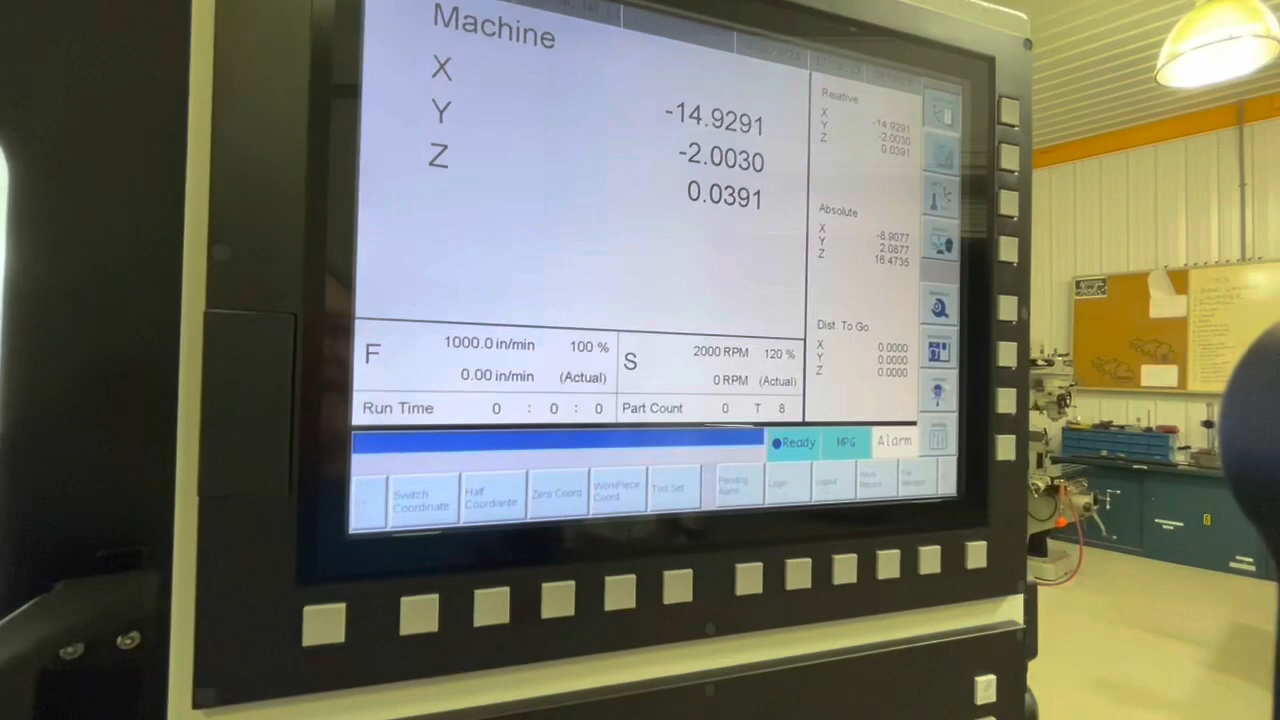 Machine
X -14.9291
Y -2.0030
Z 0.0391
Relative
X -14.9291
Y -2.0030
Z 0.0391
Absolute
X -8.9077
Y 2.0877
Z 16.4735
Dist. To Go
X 0.0000
Y 0.0000
Z 0.0000
F 1000.0 in/min 100 %
0.00 in/min (Actual)
S 2000 RPM 120 %
0 RPM (Actual)
Run Time 0 : 0 : 0
Part Count 0 T 8
Ready MPG Alarm
Switch Coordinate
Half Coordiante
Zero Coord
WorkPiece Coord
Tool Set
Pending Alarm
Login
Logout
Work Record